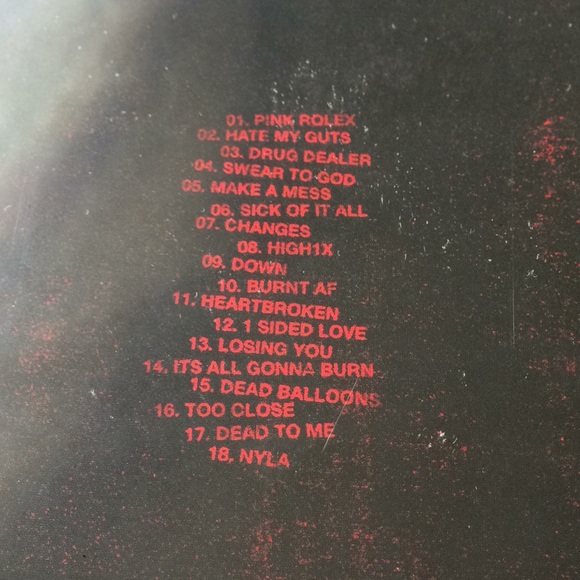 01. PINK ROLEX
02. HATE MY GUTS
03. DRUG DEALER
04. SWEAR TO GOD
05. MAKE A MESS
06. SICK OF IT ALL
07. CHANGES
08. HIGH1X
09. DOWN
10. BURNT AF
11. HEARTBROKEN
12. 1 SIDED LOVE
13. LOSING YOU
14. ITS ALL GONNA BURN
15. DEAD BALLOONS
16. TOO CLOSE
17. DEAD TO ME
18. NYLA